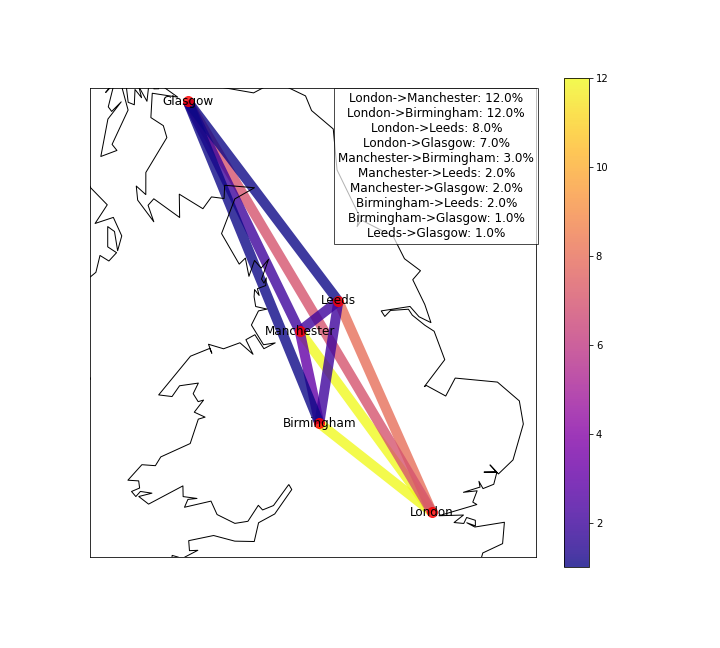 Glasgow
London->Manchester: 12.0%
London->Birmingham: 12.0%
London->Leeds: 8.0%
London->Glasgow: 7.0%
Manchester->Birmingham: 3.0%
Manchester->Leeds: 2.0%
Manchester->Glasgow: 2.0%
Birmingham->Leeds: 2.0%
Birmingham->Glasgow: 1.0%
Leeds->Glasgow: 1.0%
Leeds
Manchester
Birmingham
London
12
10
8
6
4
2